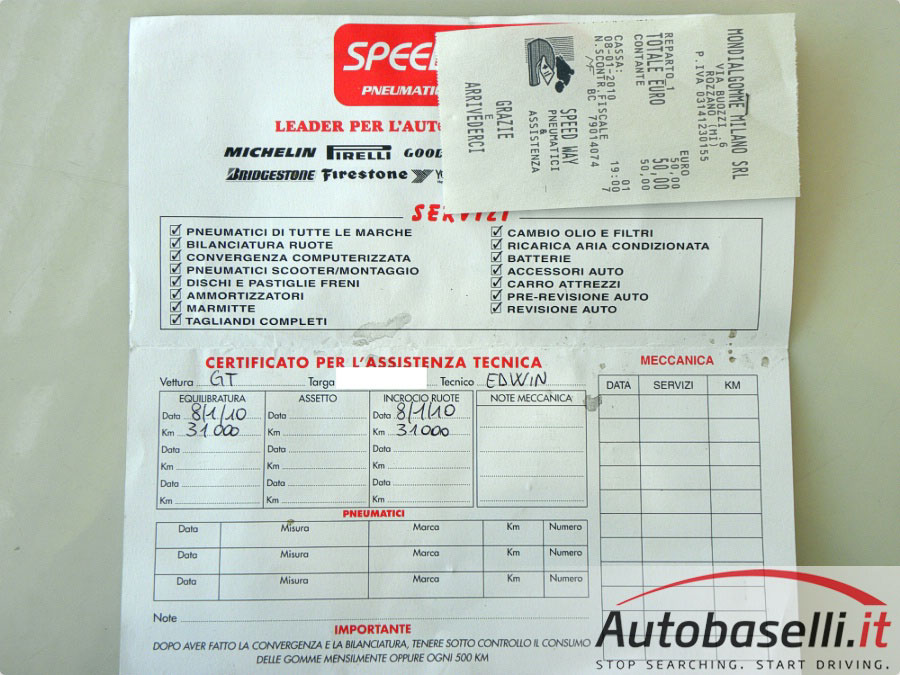 SPEED
PNEUMATIC
LEADER PER L'AUTO
MICHELIN PIRELLI GOOD
BRIDGESTONE Firestone YO
MONDIALGOMME MILANO SRL
VIA BUOZZI 6
ROZZANO (Mi)
P.IVA 03141230155
EURO
REPARTO 1 50,00
TOTALE EURO 50,00
CONTANTE 50,00
CASSA: 01
08-01-2010 19:00
N.SCONTR.FISCALE 7
MF BC 79014074
SPEED WAY
PNEUMATICI
&
ASSISTENZA
GRAZIE
E
ARRIVEDERCI
SERVIZI
PNEUMATICI DI TUTTE LE MARCHE
BILANCIATURA RUOTE
CONVERGENZA COMPUTERIZZATA
PNEUMATICI SCOOTER/MONTAGGIO
DISCHI E PASTIGLIE FRENI
AMMORTIZZATORI
MARMITTE
TAGLIANDI COMPLETI
CAMBIO OLIO E FILTRI
RICARICA ARIA CONDIZIONATA
BATTERIE
ACCESSORI AUTO
CARRO ATTREZZI
PRE-REVISIONE AUTO
REVISIONE AUTO
CERTIFICATO PER L'ASSISTENZA TECNICA
Vettura GT Targa Tecnico EDWIN
EQUILIBRATURA ASSETTO INCROCIO RUOTE NOTE MECCANICA
Data 8/1/10 Data Data 8/1/10
Km 31.000 Km Km 31.000
Data Data Data
Km Km Km
Data Data Data
Km Km Km
PNEUMATICI
Data Misura Marca Km Numero
Data Misura Marca Km Numero
Data Misura Marca Km Numero
Note
IMPORTANTE
DOPO AVER FATTO LA CONVERGENZA E LA BILANCIATURA, TENERE SOTTO CONTROLLO IL CONSUMO
DELLE GOMME MENSILMENTE OPPURE OGNI 500 KM
MECCANICA
DATA SERVIZI KM
Autobaselli.it
STOP SEARCHING. START DRIVING.